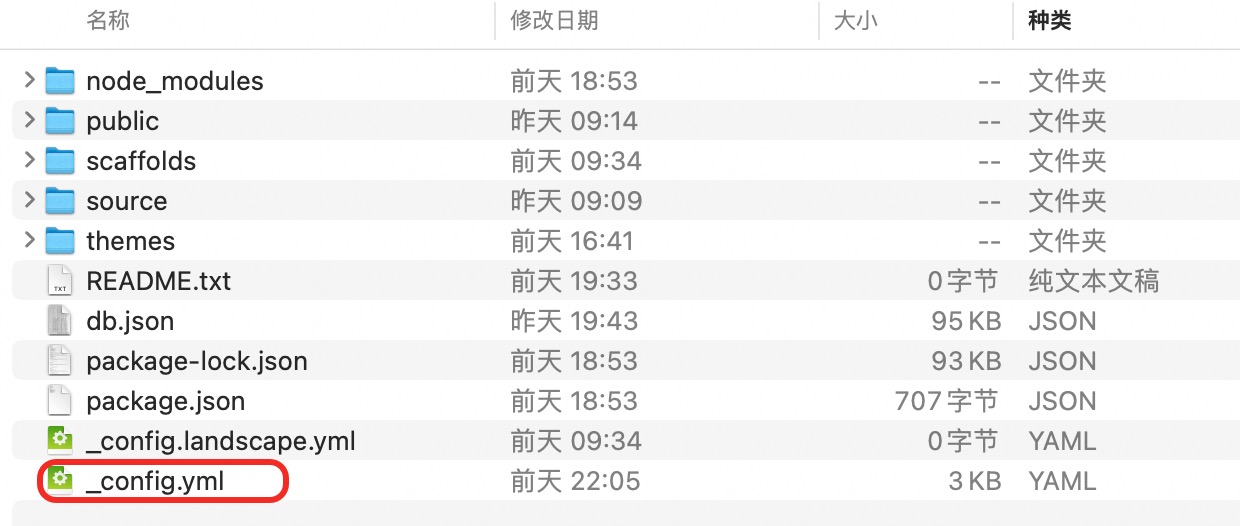 名称 修改日期 大小 种类
node_modules 前天 18:53 -- 文件夹
public 昨天 09:14 -- 文件夹
scaffolds 前天 09:34 -- 文件夹
source 昨天 09:09 -- 文件夹
themes 前天 16:41 -- 文件夹
TXT README.txt 前天 19:33 0字节 纯文本文稿
db.json 昨天 19:43 95 KB JSON
package-lock.json 前天 18:53 93 KB JSON
package.json 前天 18:53 707字节 JSON
_config.landscape.yml 前天 09:34 0字节 YAML
_config.yml 前天 22:05 3 KB YAML